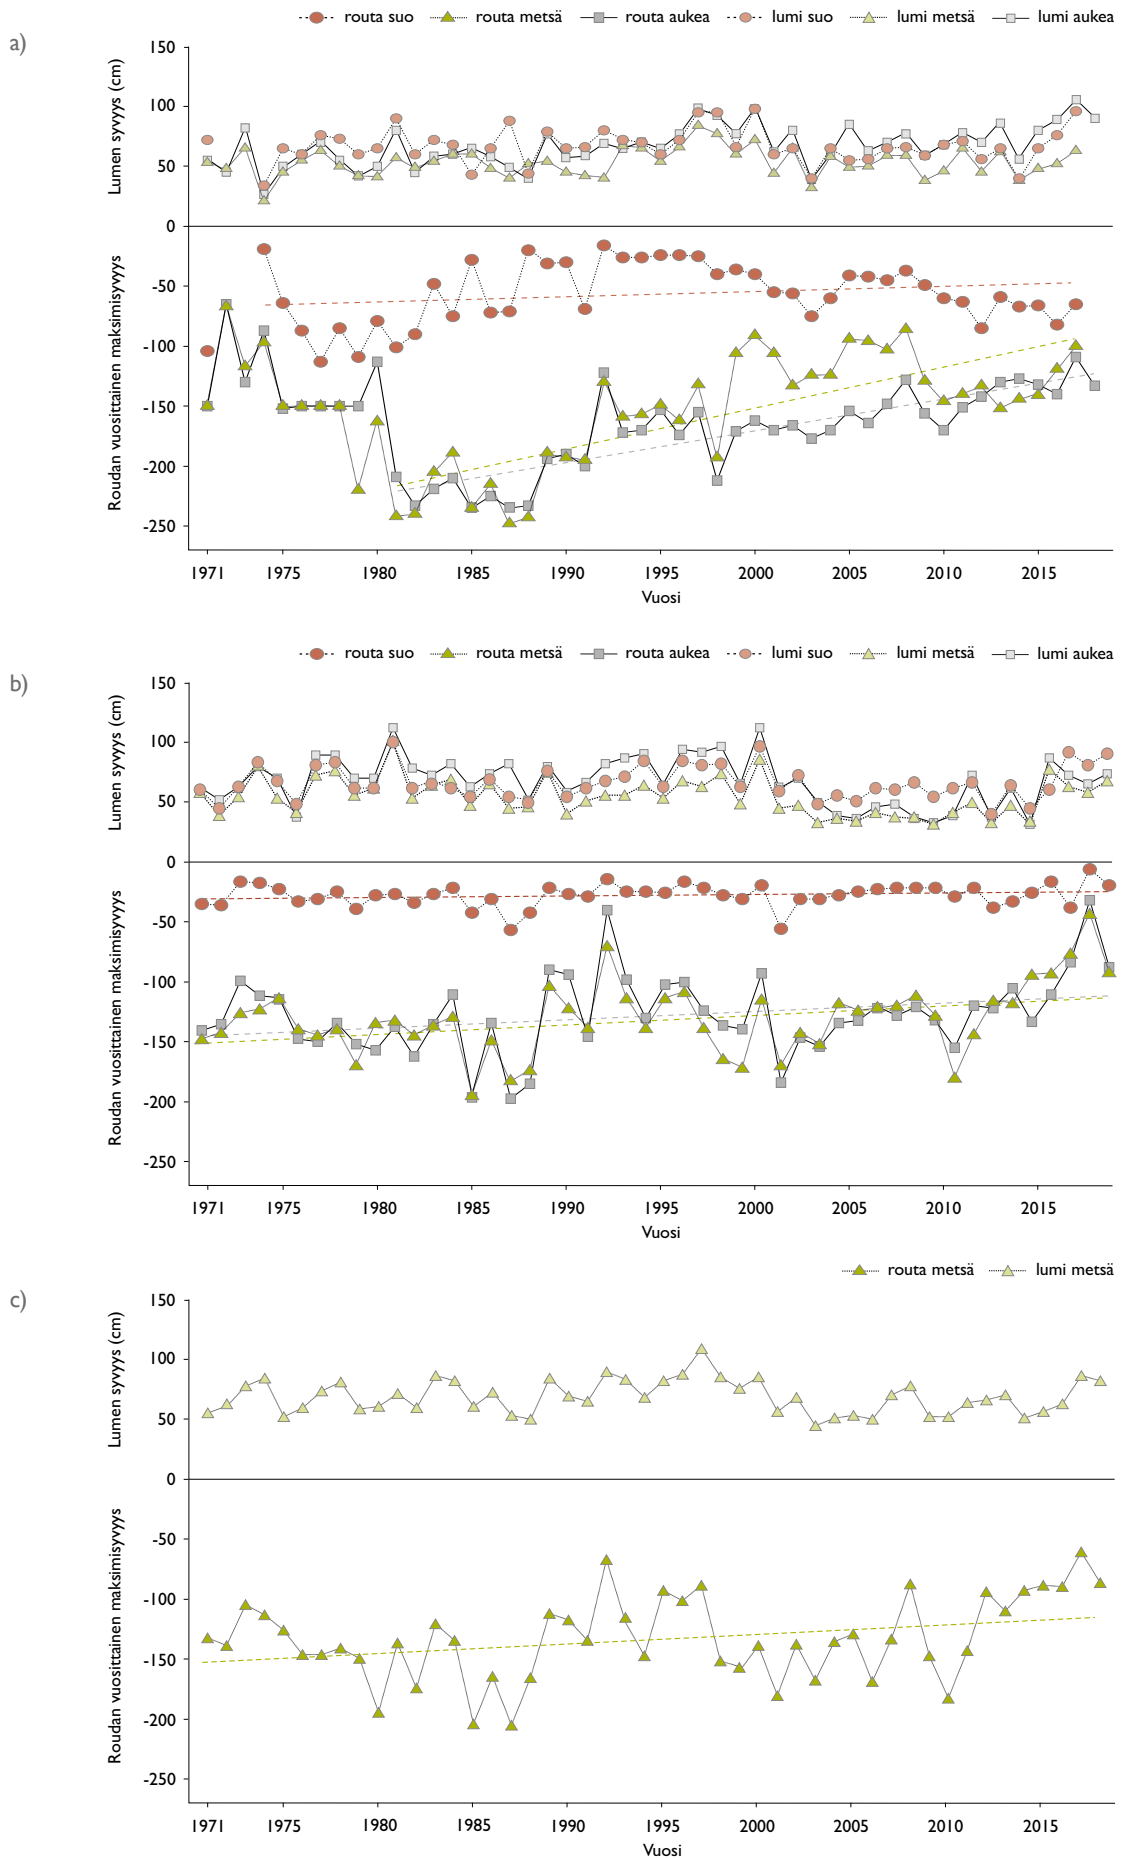 routa suo routa metsä routa aukea lumi suo lumi metsä lumi aukea
a)
150
100
50
0
-50
-100
-150
-200
-250
Lumen syvyys (cm)
Roudan vuosittainen maksimisyvyys
1971 1975 1980 1985 1990 1995 2000 2005 2010 2015
Vuosi
routa suo routa metsä routa aukea lumi suo lumi metsä lumi aukea
b)
150
100
50
0
-50
-100
-150
-200
-250
Lumen syvyys (cm)
Roudan vuosittainen maksimisyvyys
1971 1975 1980 1985 1990 1995 2000 2005 2010 2015
Vuosi
routa metsä lumi metsä
c)
150
100
50
0
-50
-100
-150
-200
-250
Lumen syvyys (cm)
Roudan vuosittainen maksimisyvyys
1971 1975 1980 1985 1990 1995 2000 2005 2010 2015
Vuosi